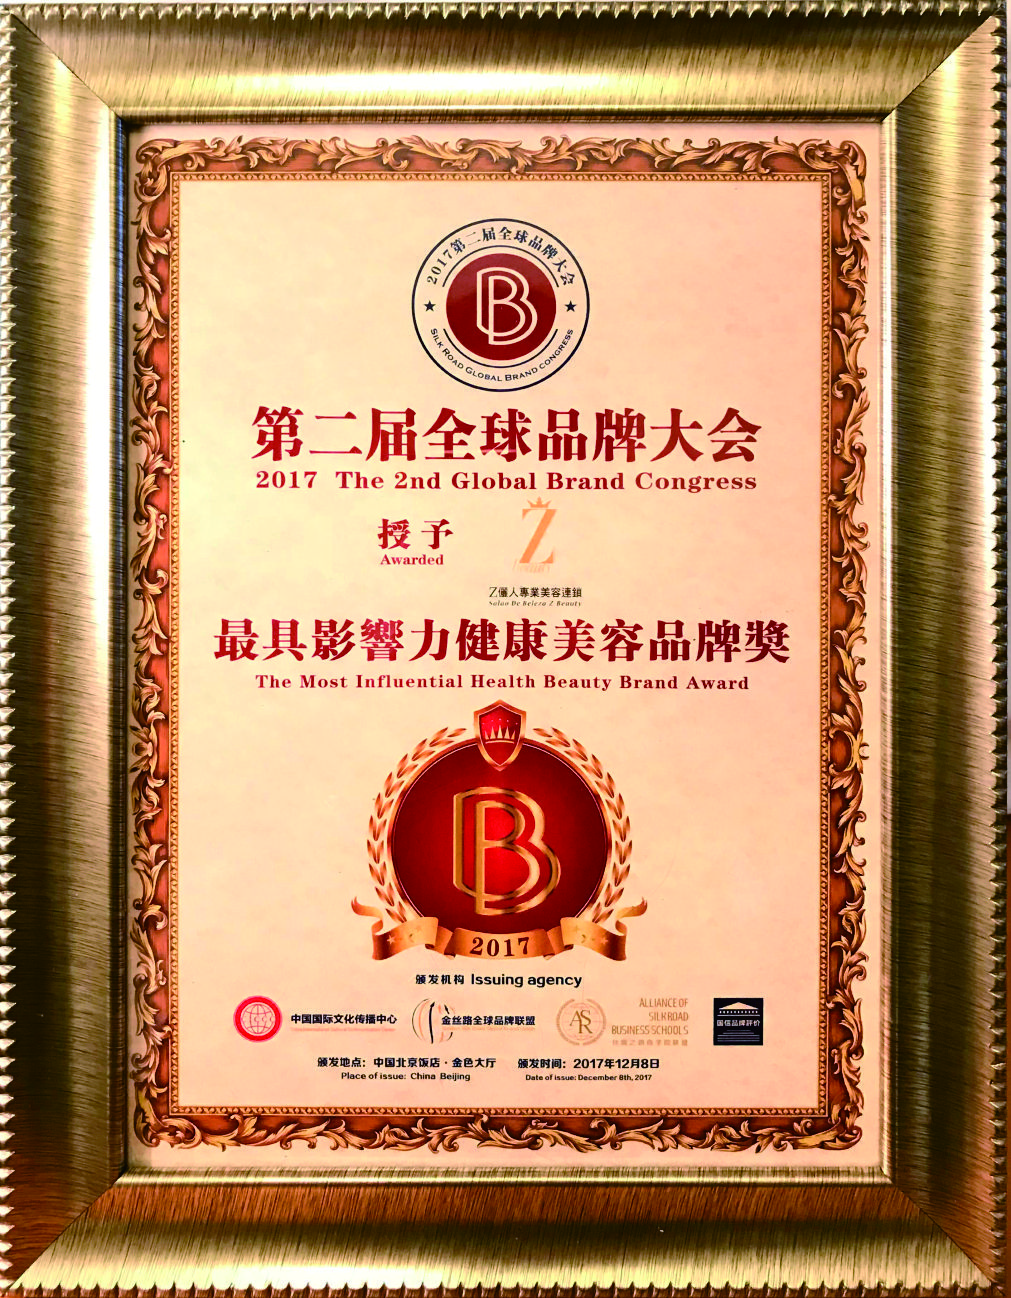 2017第二届全球品牌大会
SILK ROAD GLOBAL BRAND CONGRESS
第二届全球品牌大会
2017 The 2nd Global Brand Congress
授予
Awarded
Z
Z儷人專業美容連鎖
Salao De Beleza Z Beauty
最具影響力健康美容品牌獎
The Most Influential Health Beauty Brand Award
B
2017
颁发机构 Issuing agency
中国国际文化传播中心
金丝路全球品牌联盟
ASR
ALLIANCE OF
SILK ROAD
BUSINESS SCHOOLS
国信品牌评价
颁发地点：中国北京饭店·金色大厅 颁发时间：2017年12月8日
Place of issue: China Beijing Date of issue: December 8th, 2017